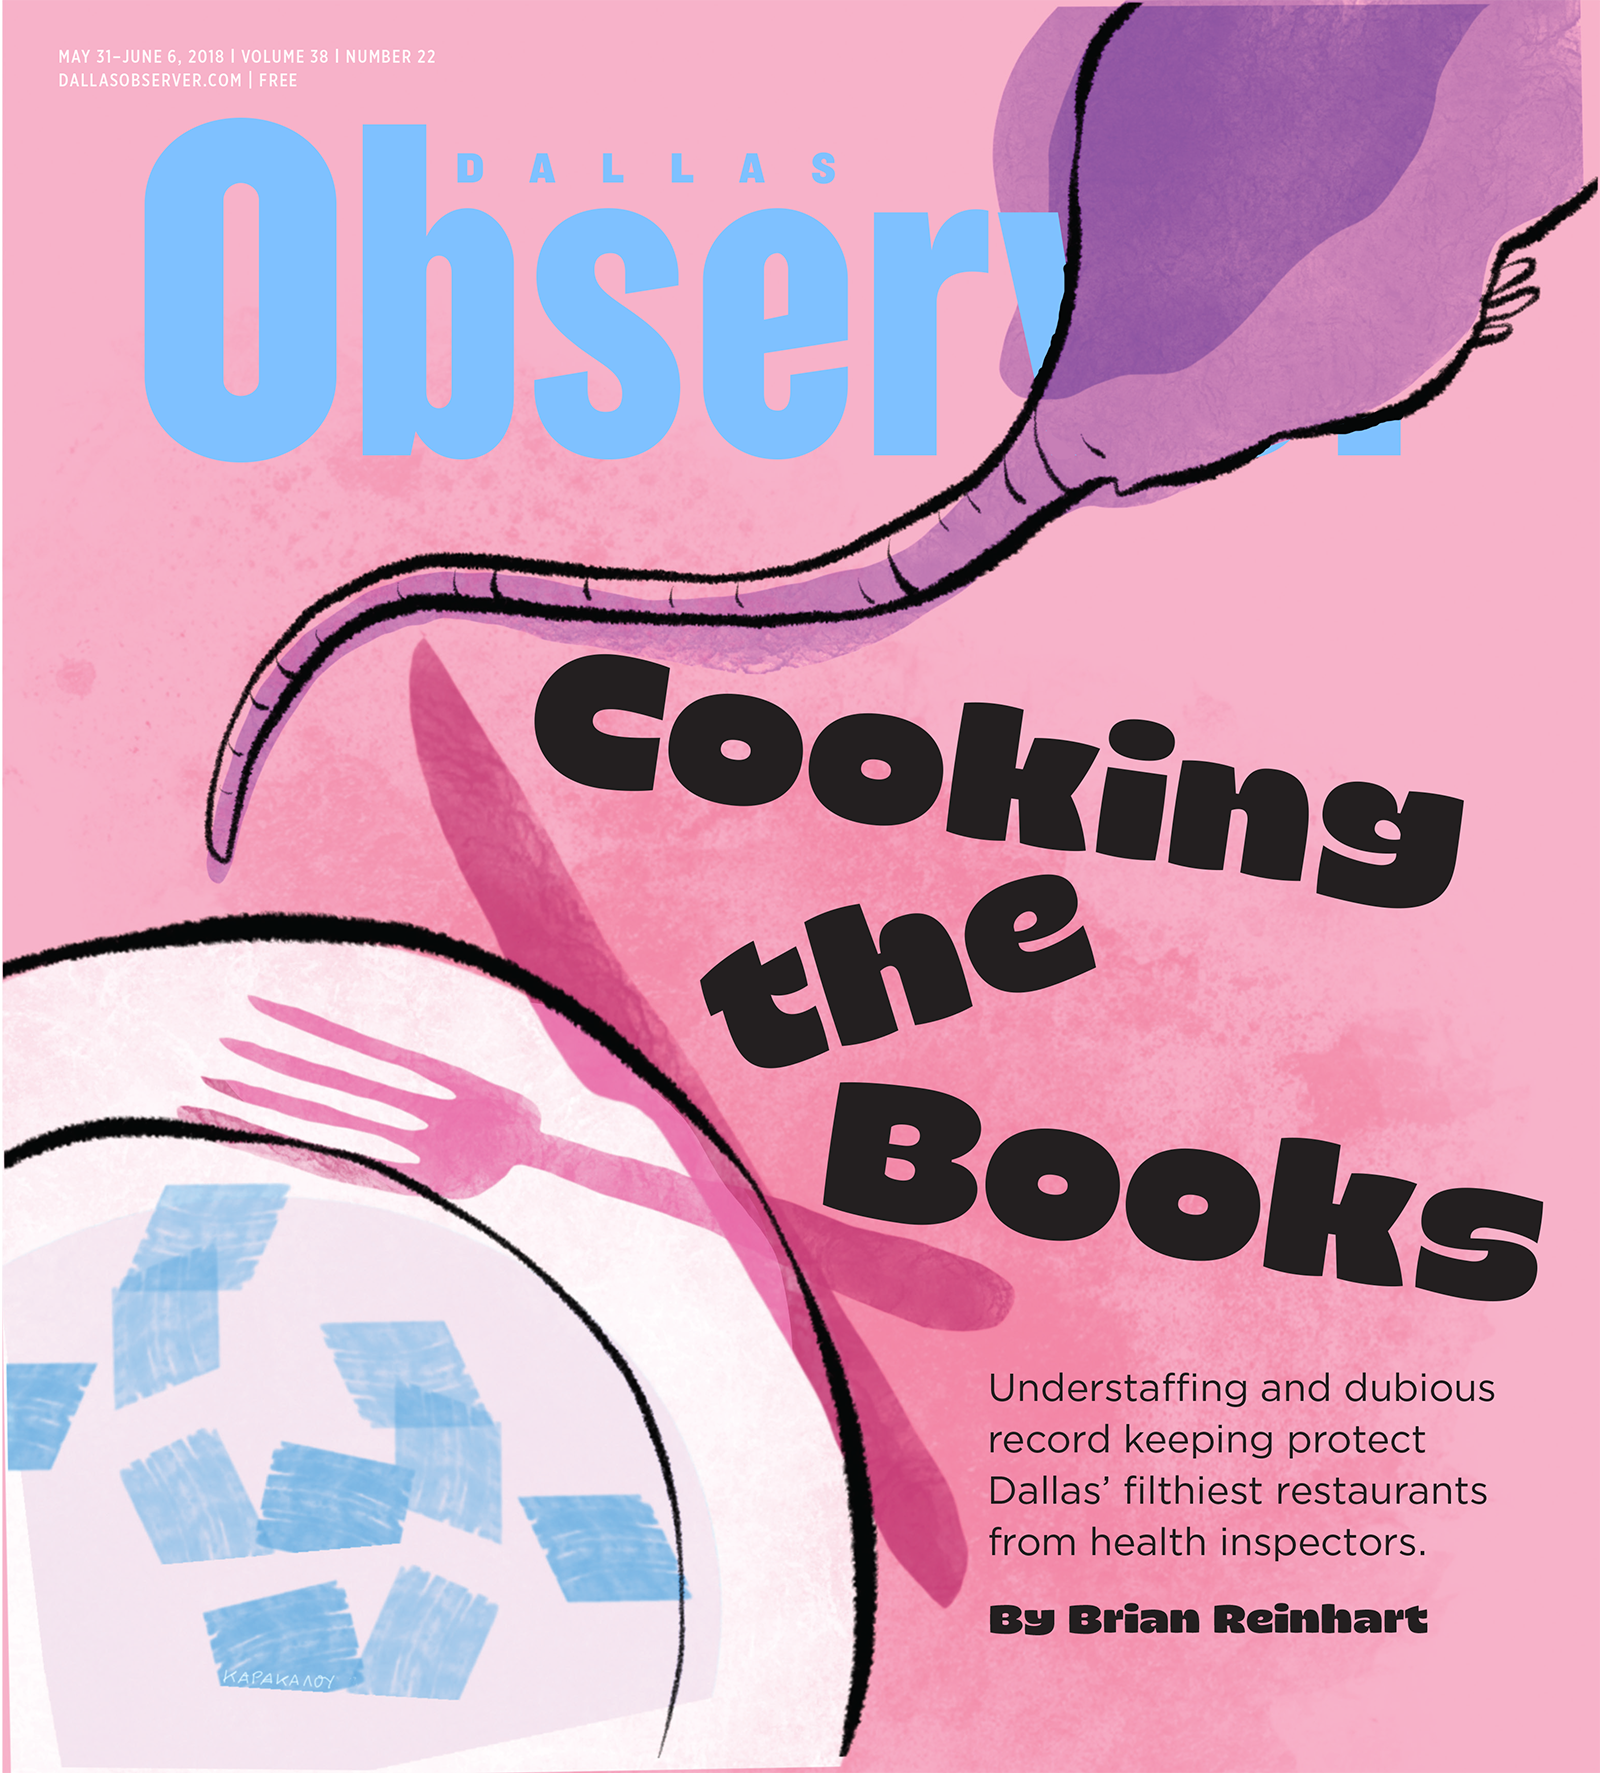 MAY 31–JUNE 6, 2018 | VOLUME 38 | NUMBER 22
DALLASOBSERVER.COM | FREE
DALLAS
Observer
Cooking
the
Books
Understaffing and dubious
record keeping protect
Dallas’ filthiest restaurants
from health inspectors.
By Brian Reinhart
ΚΑΡΑΚΑΛΟΥ